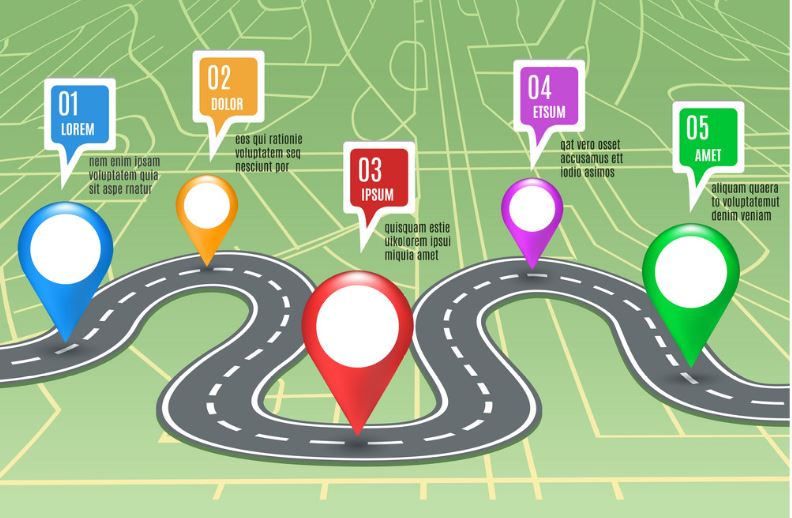 01
LOREM
nem enim ipsam
voluptatem quia
sit aspe rnatur
02
DOLOR
eos qui rationie
voluptatem seq
nesciunt por
03
IPSUM
quisquam estie
uikolorem ipsui
miquia amet
04
ETSUM
qat vero osset
accusamus ett
iodio asimos
05
AMET
aliquam quaera
to voluptatemut
denim veniam